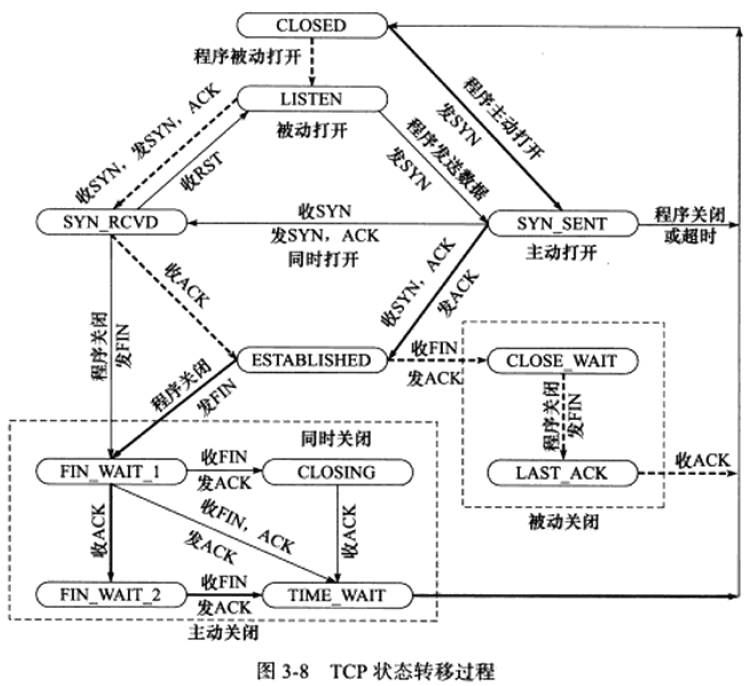 CLOSED
程序被动打开
LISTEN
被动打开
收SYN，发SYN，ACK
收RST
程序发送数据
发SYN
程序主动打开
发SYN
SYN_RCVD
收SYN
发SYN，ACK
同时打开
SYN_SENT
主动打开
程序关闭
或超时
收ACK
收SYN，ACK
发ACK
程序关闭
发FIN
ESTABLISHED
收FIN
发ACK
CLOSE_WAIT
程序关闭
发FIN
程序关闭
发FIN
LAST_ACK
收ACK
被动关闭
同时关闭
FIN_WAIT_1
收FIN
发ACK
CLOSING
收ACK
收FIN，ACK
发ACK
收ACK
FIN_WAIT_2
收FIN
发ACK
TIME_WAIT
主动关闭
图 3-8 TCP 状态转移过程